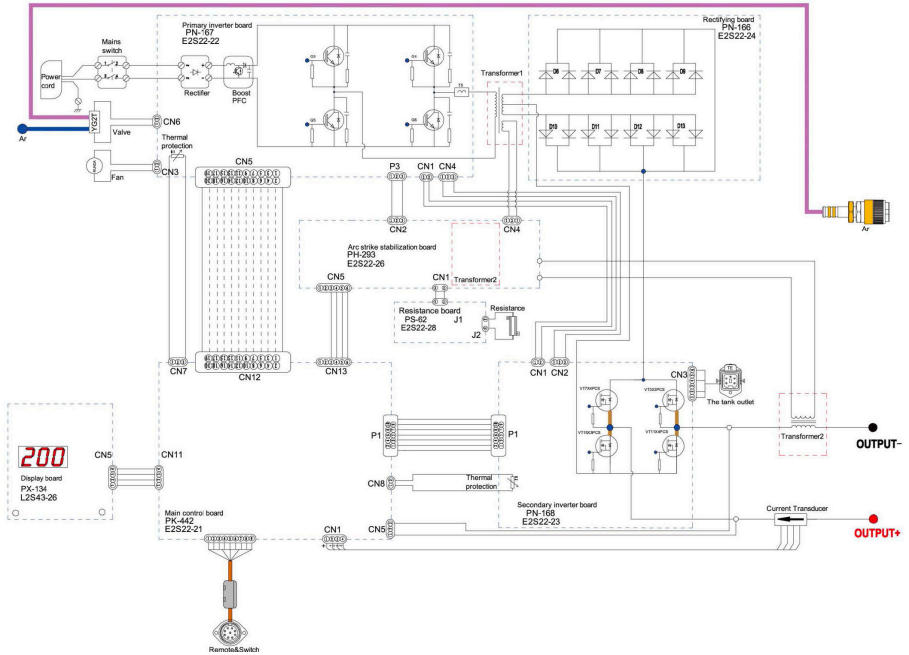 Primary inverter board
PN-167
E2S22-22
Rectifying board
PN-166
E2S22-24
Mains
switch
Power
cord
Rectifier
Boost
PFC
Transformer1
D6
D7
D8
D9
D10
D11
D12
D13
YG2T
Valve
CN6
Ar
Thermal
protection
CN3
Fan
CN5
P3
CN1
CN4
CN2
CN4
Arc strike stabilization board
PH-293
E2S22-26
Transformer2
CN5
CN1
Resistance board
PS-62
E2S22-28
J1
J2
Resistance
Ar
CN7
CN12
CN13
CN1
CN2
CN3
The tank outlet
P1
P1
Transformer2
OUTPUT-
200
Display board
PX-134
L2S43-26
CN5
CN11
CN8
Thermal
protection
Secondary inverter board
PN-168
E2S22-23
Main control board
PK-442
E2S22-21
CN1
CN5
Current Transducer
OUTPUT+
Remote&Switch